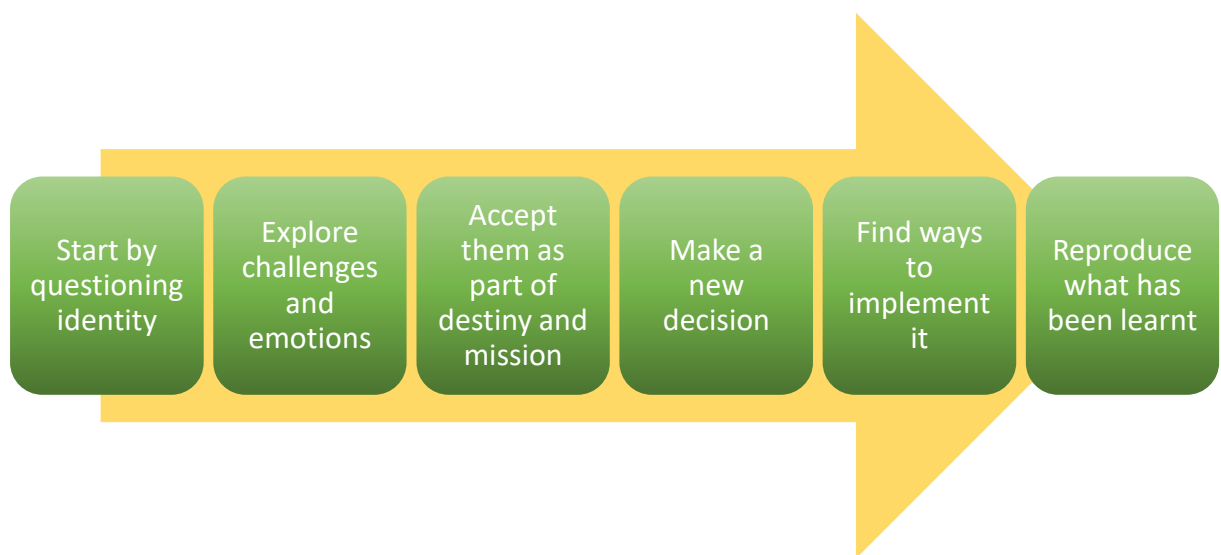 Start by
questioning
identity
Explore
challenges
and
emotions
Accept
them as
part of
destiny and
mission
Make a
new
decision
Find ways
to
implement
it
Reproduce
what has
been learnt